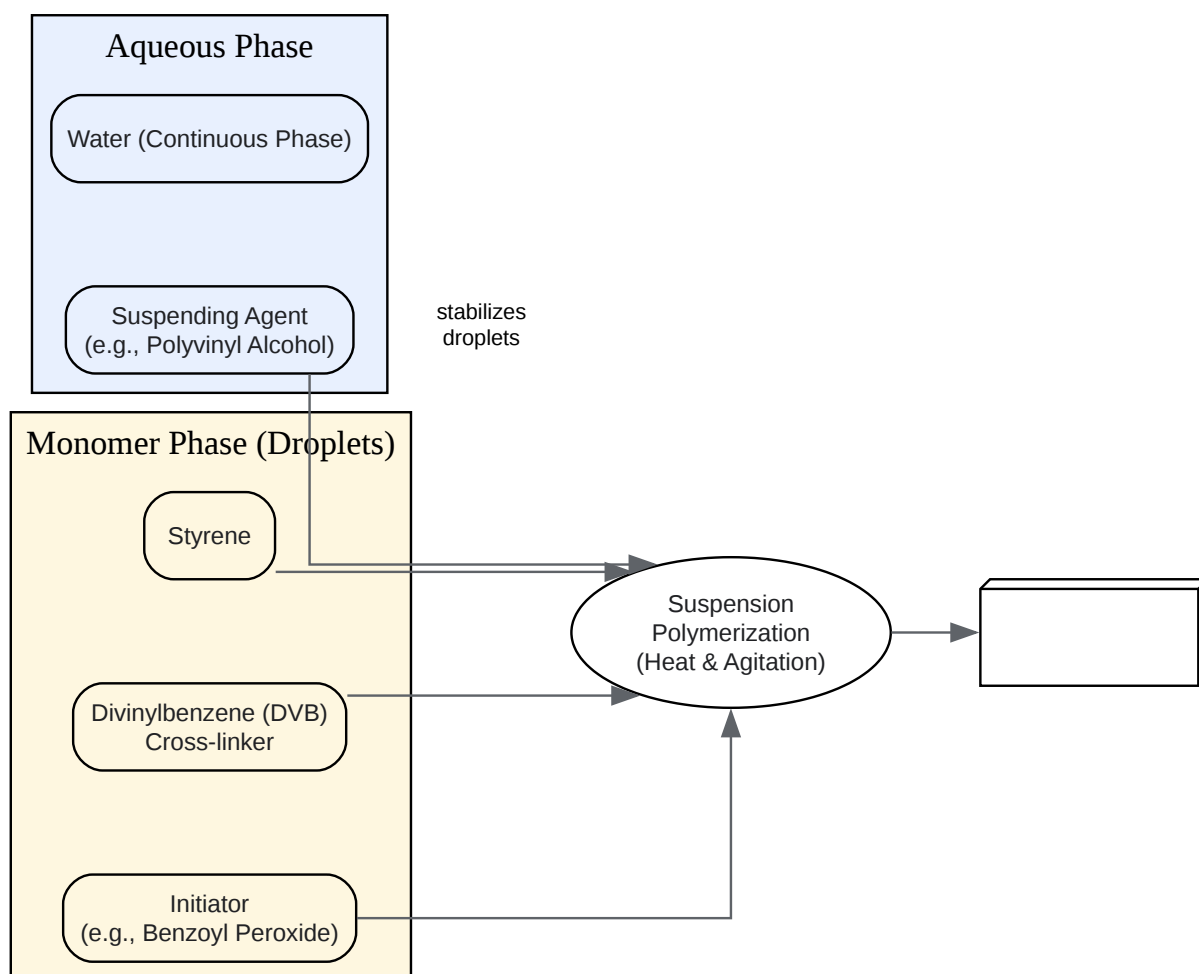 Aqueous Phase
Water (Continuous Phase)
Suspending Agent
(e.g., Polyvinyl Alcohol)
stabilizes
droplets
Monomer Phase (Droplets)
Styrene
Suspension
Polymerization
(Heat & Agitation)
Divinylbenzene (DVB)
Cross-linker
Initiator
(e.g., Benzoyl Peroxide)